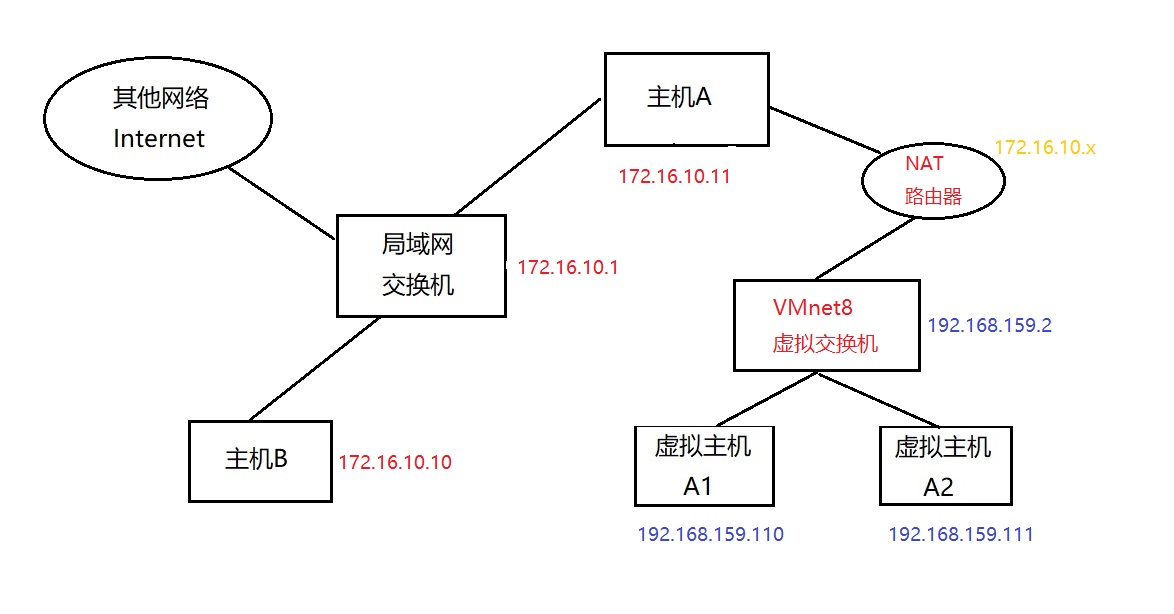 其他网络
Internet
主机A
172.16.10.11
NAT
路由器
172.16.10.x
局域网
交换机
172.16.10.1
VMnet8
虚拟交换机
192.168.159.2
主机B
172.16.10.10
虚拟主机
A1
192.168.159.110
虚拟主机
A2
192.168.159.111